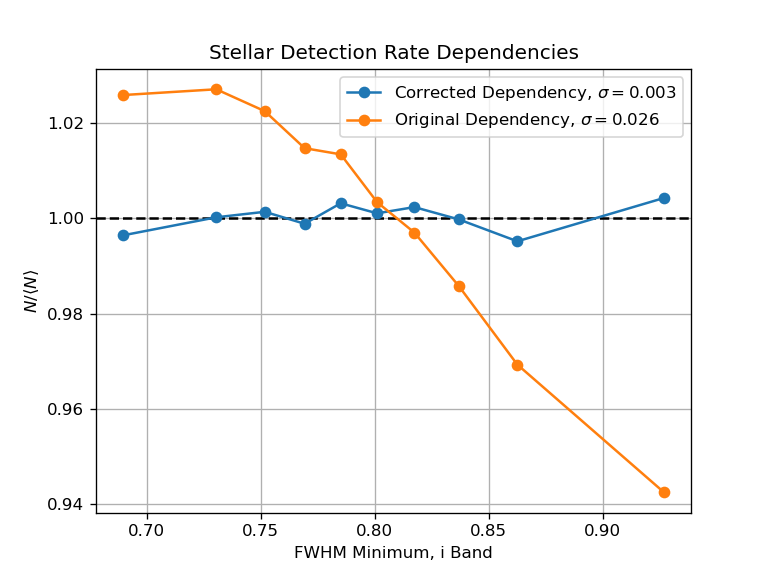 Stellar Detection Rate Dependencies
Corrected Dependency, σ = 0.003
Original Dependency, σ = 0.026
1.02
1.00
0.98
0.96
0.94
N/⟨N⟩
0.70 0.75 0.80 0.85 0.90
FWHM Minimum, i Band